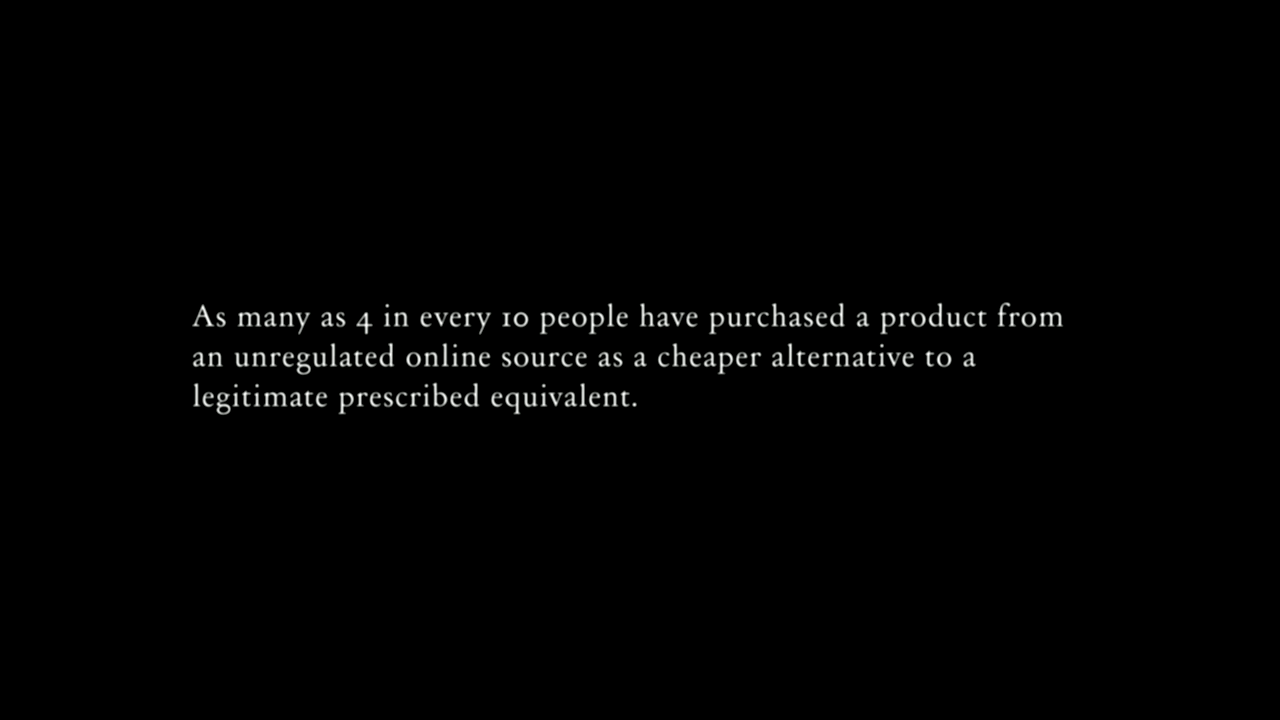 As many as 4 in every 10 people have purchased a product from
an unregulated online source as a cheaper alternative to a
legitimate prescribed equivalent.